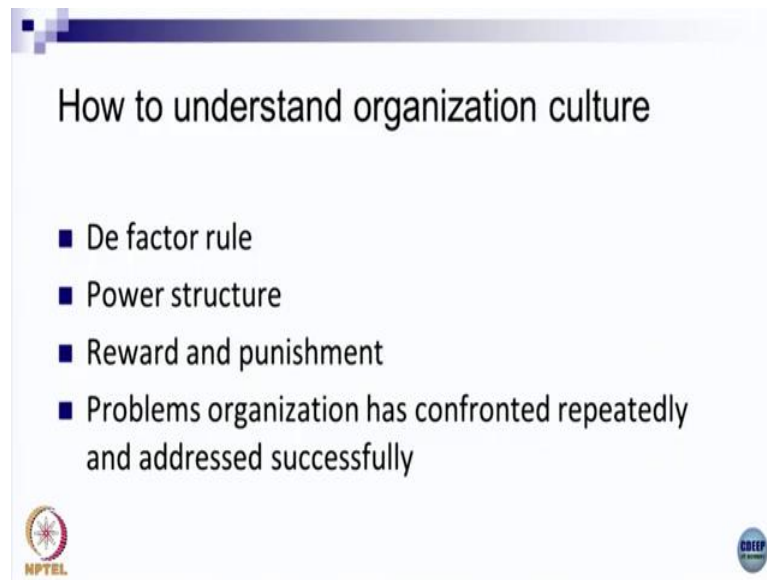 How to understand organization culture
De factor rule
Power structure
Reward and punishment
Problems organization has confronted repeatedly
and addressed successfully
NPTEL
CDEEP